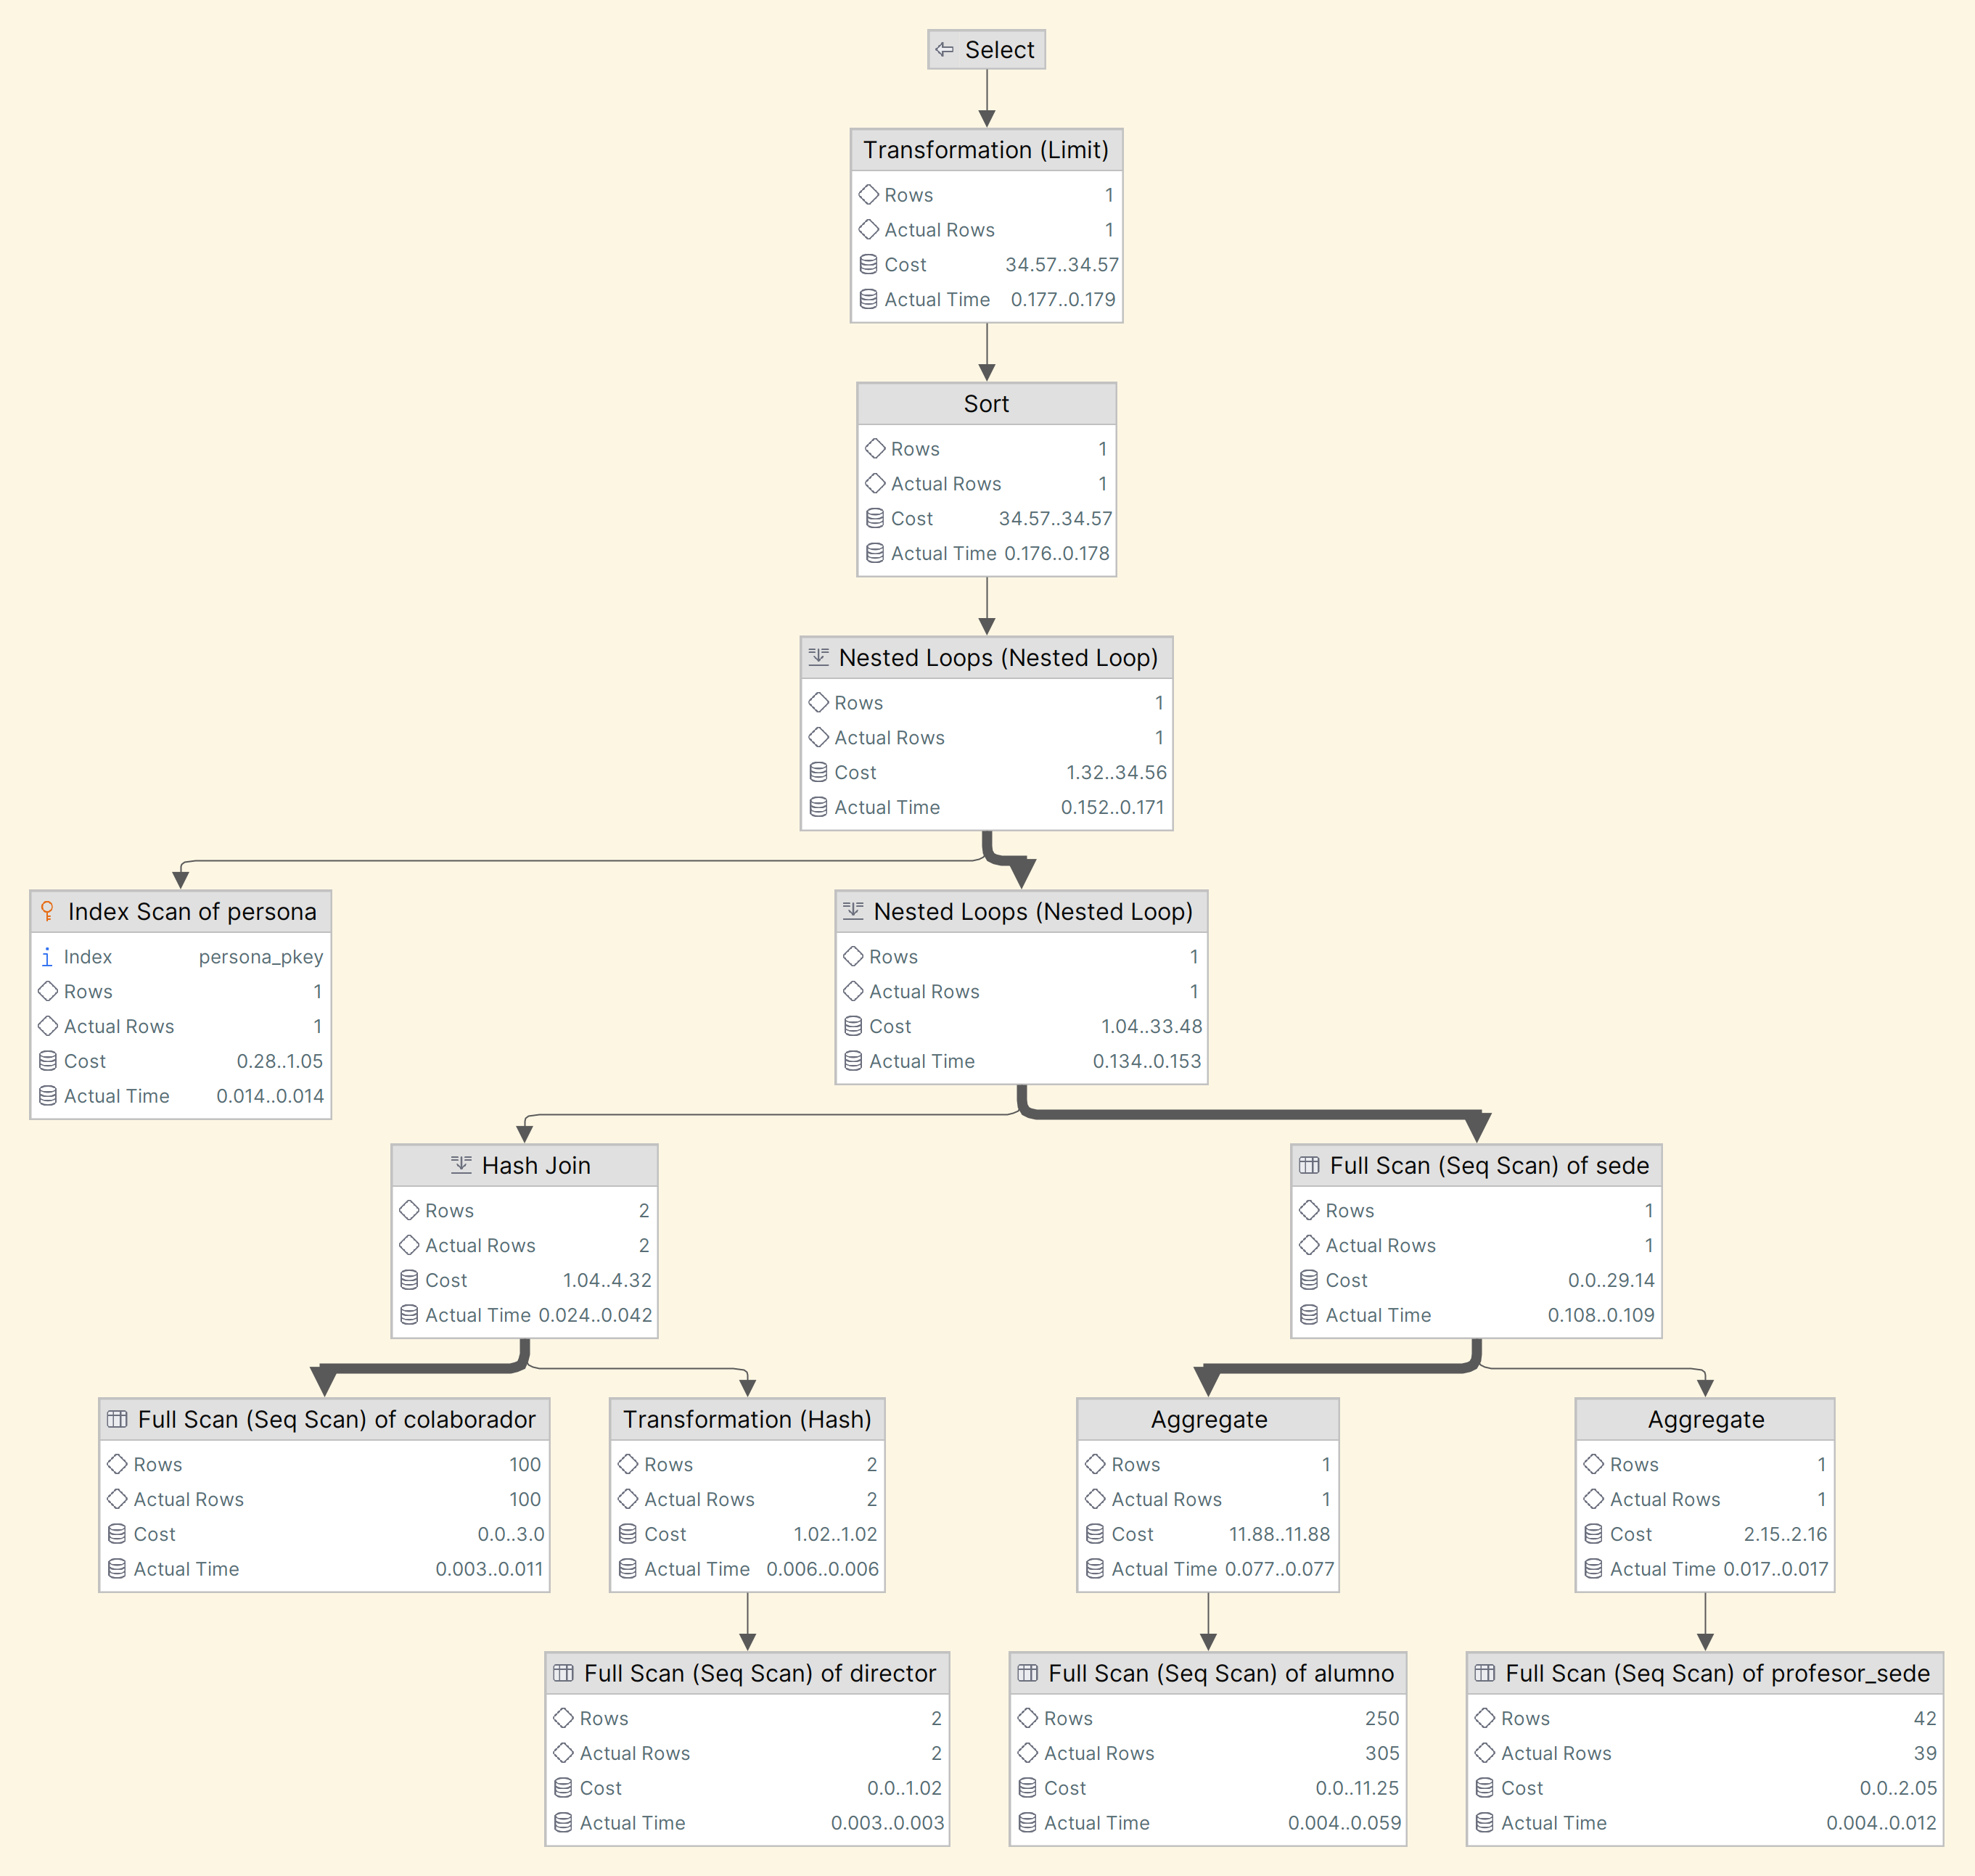 Select
Transformation (Limit)
Rows 1
Actual Rows 1
Cost 34.57..34.57
Actual Time 0.177..0.179
Sort
Rows 1
Actual Rows 1
Cost 34.57..34.57
Actual Time 0.176..0.178
Nested Loops (Nested Loop)
Rows 1
Actual Rows 1
Cost 1.32..34.56
Actual Time 0.152..0.171
Index Scan of persona
i Index persona_pkey
Rows 1
Actual Rows 1
Cost 0.28..1.05
Actual Time 0.014..0.014
Nested Loops (Nested Loop)
Rows 1
Actual Rows 1
Cost 1.04..33.48
Actual Time 0.134..0.153
Hash Join
Rows 2
Actual Rows 2
Cost 1.04..4.32
Actual Time 0.024..0.042
Full Scan (Seq Scan) of sede
Rows 1
Actual Rows 1
Cost 0.0..29.14
Actual Time 0.108..0.109
Full Scan (Seq Scan) of colaborador
Rows 100
Actual Rows 100
Cost 0.0..3.0
Actual Time 0.003..0.011
Transformation (Hash)
Rows 2
Actual Rows 2
Cost 1.02..1.02
Actual Time 0.006..0.006
Aggregate
Rows 1
Actual Rows 1
Cost 11.88..11.88
Actual Time 0.077..0.077
Aggregate
Rows 1
Actual Rows 1
Cost 2.15..2.16
Actual Time 0.017..0.017
Full Scan (Seq Scan) of director
Rows 2
Actual Rows 2
Cost 0.0..1.02
Actual Time 0.003..0.003
Full Scan (Seq Scan) of alumno
Rows 250
Actual Rows 305
Cost 0.0..11.25
Actual Time 0.004..0.059
Full Scan (Seq Scan) of profesor_sede
Rows 42
Actual Rows 39
Cost 0.0..2.05
Actual Time 0.004..0.012